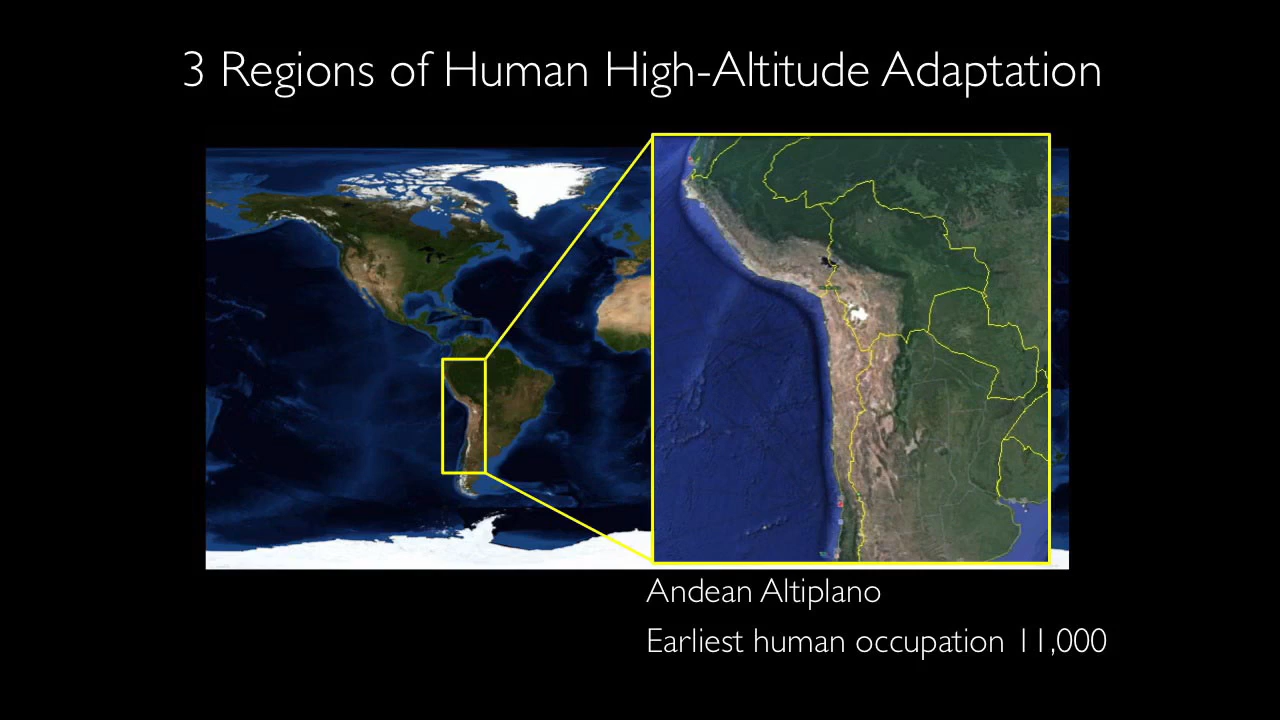 3 Regions of Human High-Altitude Adaptation
Andean Altiplano
Earliest human occupation 11,000